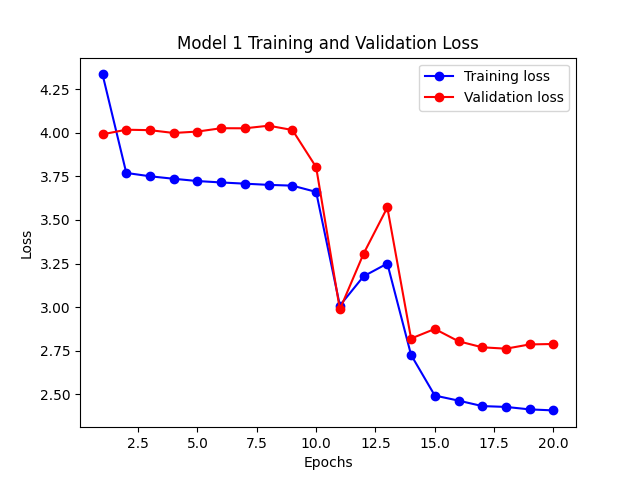 Model 1 Training and Validation Loss
Training loss
Validation loss
4.25
4.00
3.75
3.50
3.25
3.00
2.75
2.50
Loss
2.5 5.0 7.5 10.0 12.5 15.0 17.5 20.0
Epochs